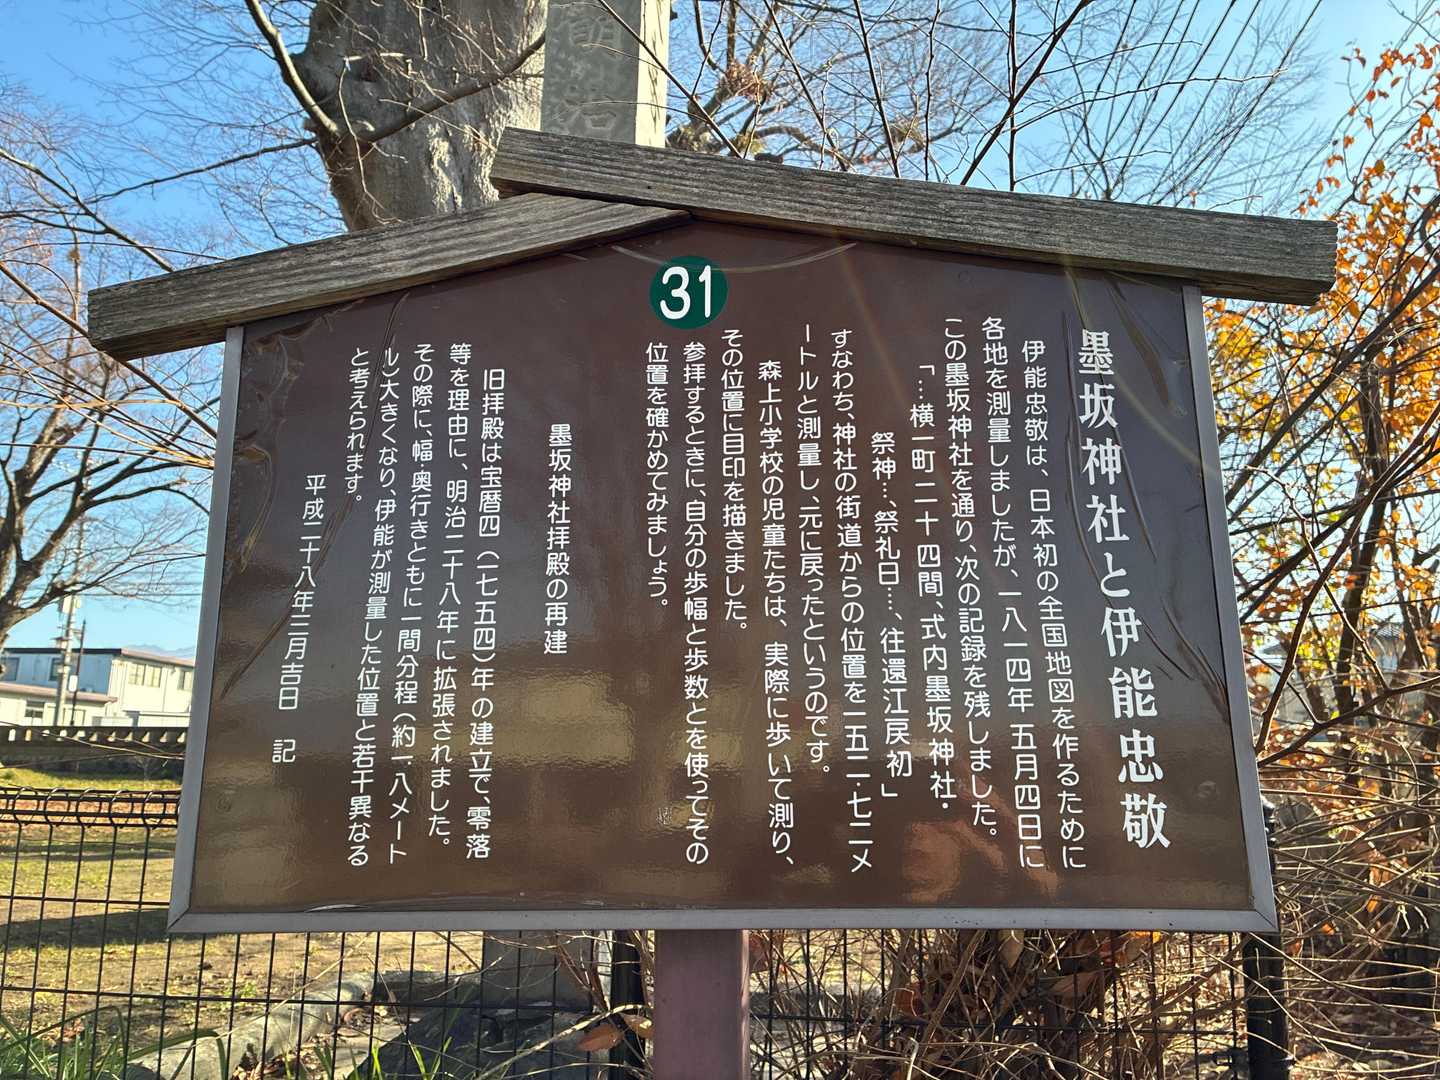 31
墨坂神社と伊能忠敬
伊能忠敬は、日本初の全国地図を作るために
各地を測量しましたが、一八一四年五月四日に
この墨坂神社を通り、次の記録を残しました。
「…横一町二十四間、式内墨坂神社・
祭神…祭礼日…、往還江戻初」
すなわち、神社の街道からの位置を一五二・七二メ
ートルと測量し、元に戻ったというのです。
森上小学校の児童たちは、実際に歩いて測り、
その位置に目印を描きました。
参拝するときに、自分の歩幅と歩数とを使ってその
位置を確かめてみましょう。
墨坂神社拝殿の再建
旧拝殿は宝暦四（一七五四）年の建立で、零落
等を理由に、明治二十八年に拡張されました。
その際に、幅・奥行きともに一間分程（約一・八メート
ル）大きくなり、伊能が測量した位置と若干異なる
と考えられます。
平成二十八年三月吉日　記